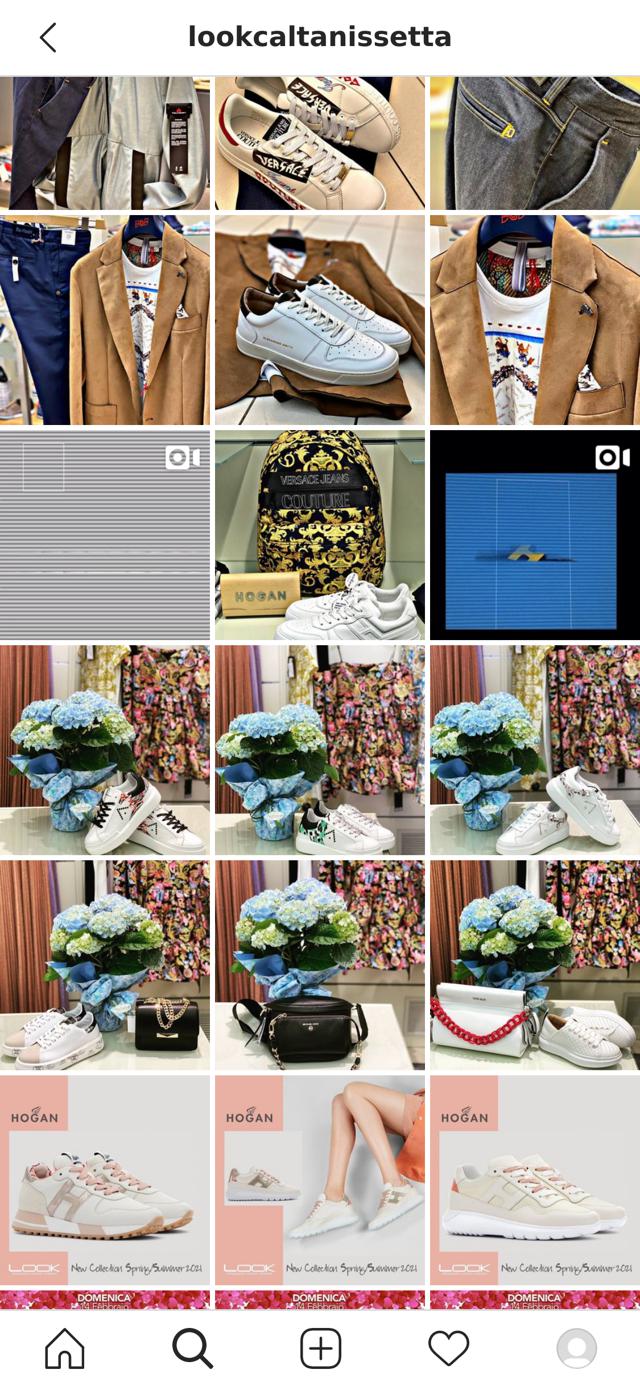 lookcaltanissetta
VERSACE
VERSACE JEANS
COUTURE
HOGAN
HOGAN
HOGAN
HOGAN
LOOK New Collection Spring/Summer 2021
LOOK New Collection Spring/Summer 2021
LOOK New Collection Spring/Summer 2021
DOMENICA
14 Febbraio
DOMENICA
14 Febbraio
DOMENICA
14 Febbraio